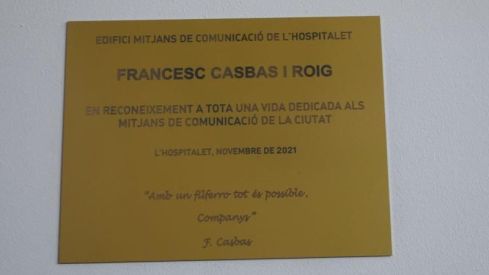 EDIFICI MITJANS DE COMUNICACIÓ DE L'HOSPITALET
FRANCESC CASBAS I ROIG
EN RECONEIXEMENT A TOTA UNA VIDA DEDICADA ALS
MITJANS DE COMUNICACIÓ DE LA CIUTAT
L'HOSPITALET, NOVEMBRE DE 2021
"Amb un filferro tot és possible,
Companys"
F. Casbas